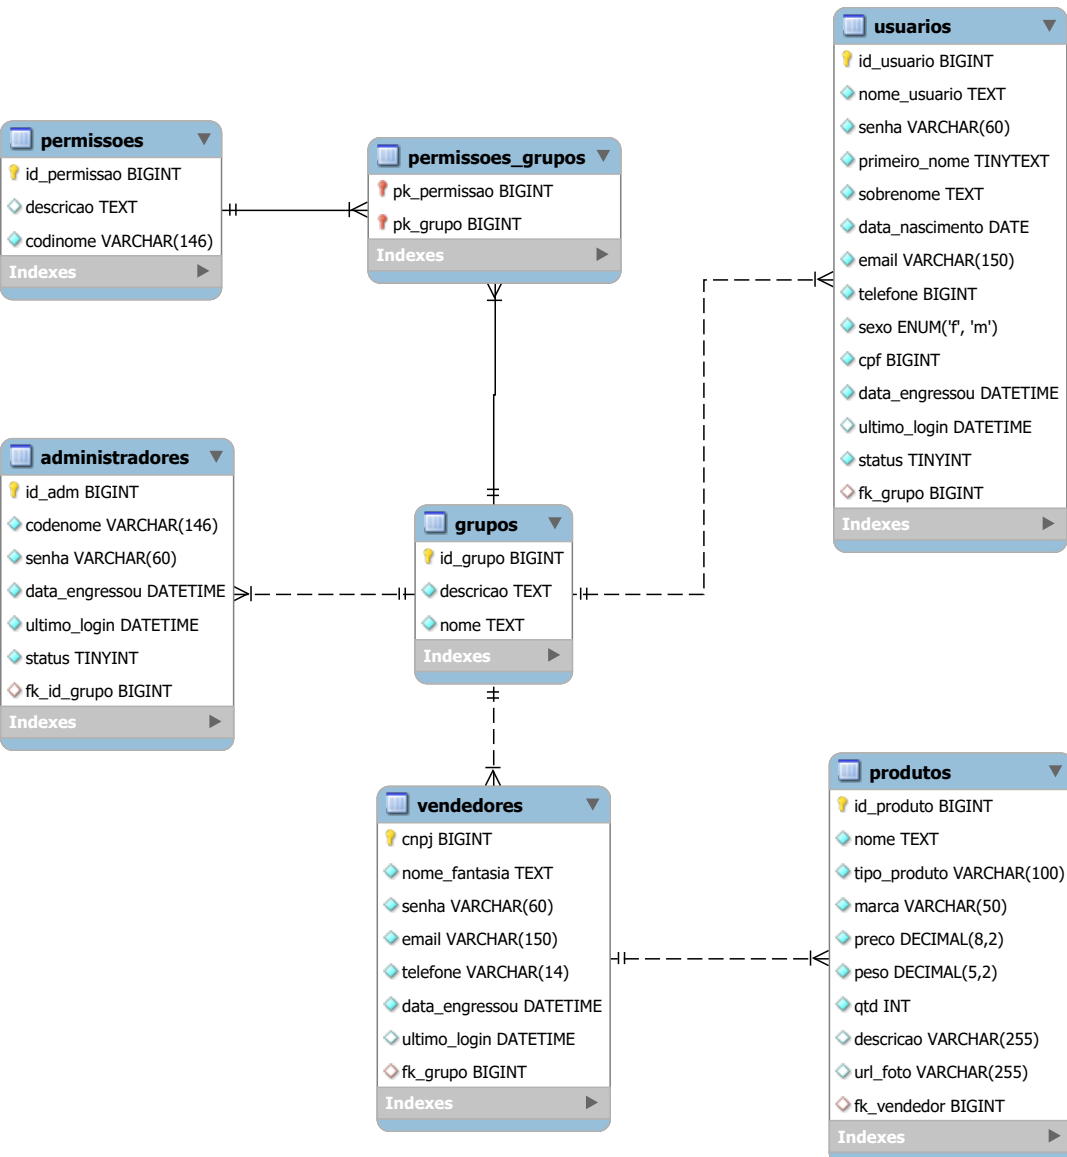 usuarios
id_usuario BIGINT
nome_usuario TEXT
senha VARCHAR(60)
primeiro_nome TINYTEXT
sobrenome TEXT
data_nascimento DATE
email VARCHAR(150)
telefone BIGINT
sexo ENUM('f', 'm')
cpf BIGINT
data_engressou DATETIME
ultimo_login DATETIME
status TINYINT
fk_grupo BIGINT
Indexes
permissoes
id_permissao BIGINT
descricao TEXT
codinome VARCHAR(146)
Indexes
permissoes_grupos
pk_permissao BIGINT
pk_grupo BIGINT
Indexes
administradores
id_adm BIGINT
codenome VARCHAR(146)
senha VARCHAR(60)
data_engressou DATETIME
ultimo_login DATETIME
status TINYINT
fk_id_grupo BIGINT
Indexes
grupos
id_grupo BIGINT
descricao TEXT
nome TEXT
Indexes
vendedores
cnpj BIGINT
nome_fantasia TEXT
senha VARCHAR(60)
email VARCHAR(150)
telefone VARCHAR(14)
data_engressou DATETIME
ultimo_login DATETIME
fk_grupo BIGINT
Indexes
produtos
id_produto BIGINT
nome TEXT
tipo_produto VARCHAR(100)
marca VARCHAR(50)
preco DECIMAL(8,2)
peso DECIMAL(5,2)
qtd INT
descricao VARCHAR(255)
url_foto VARCHAR(255)
fk_vendedor BIGINT
Indexes